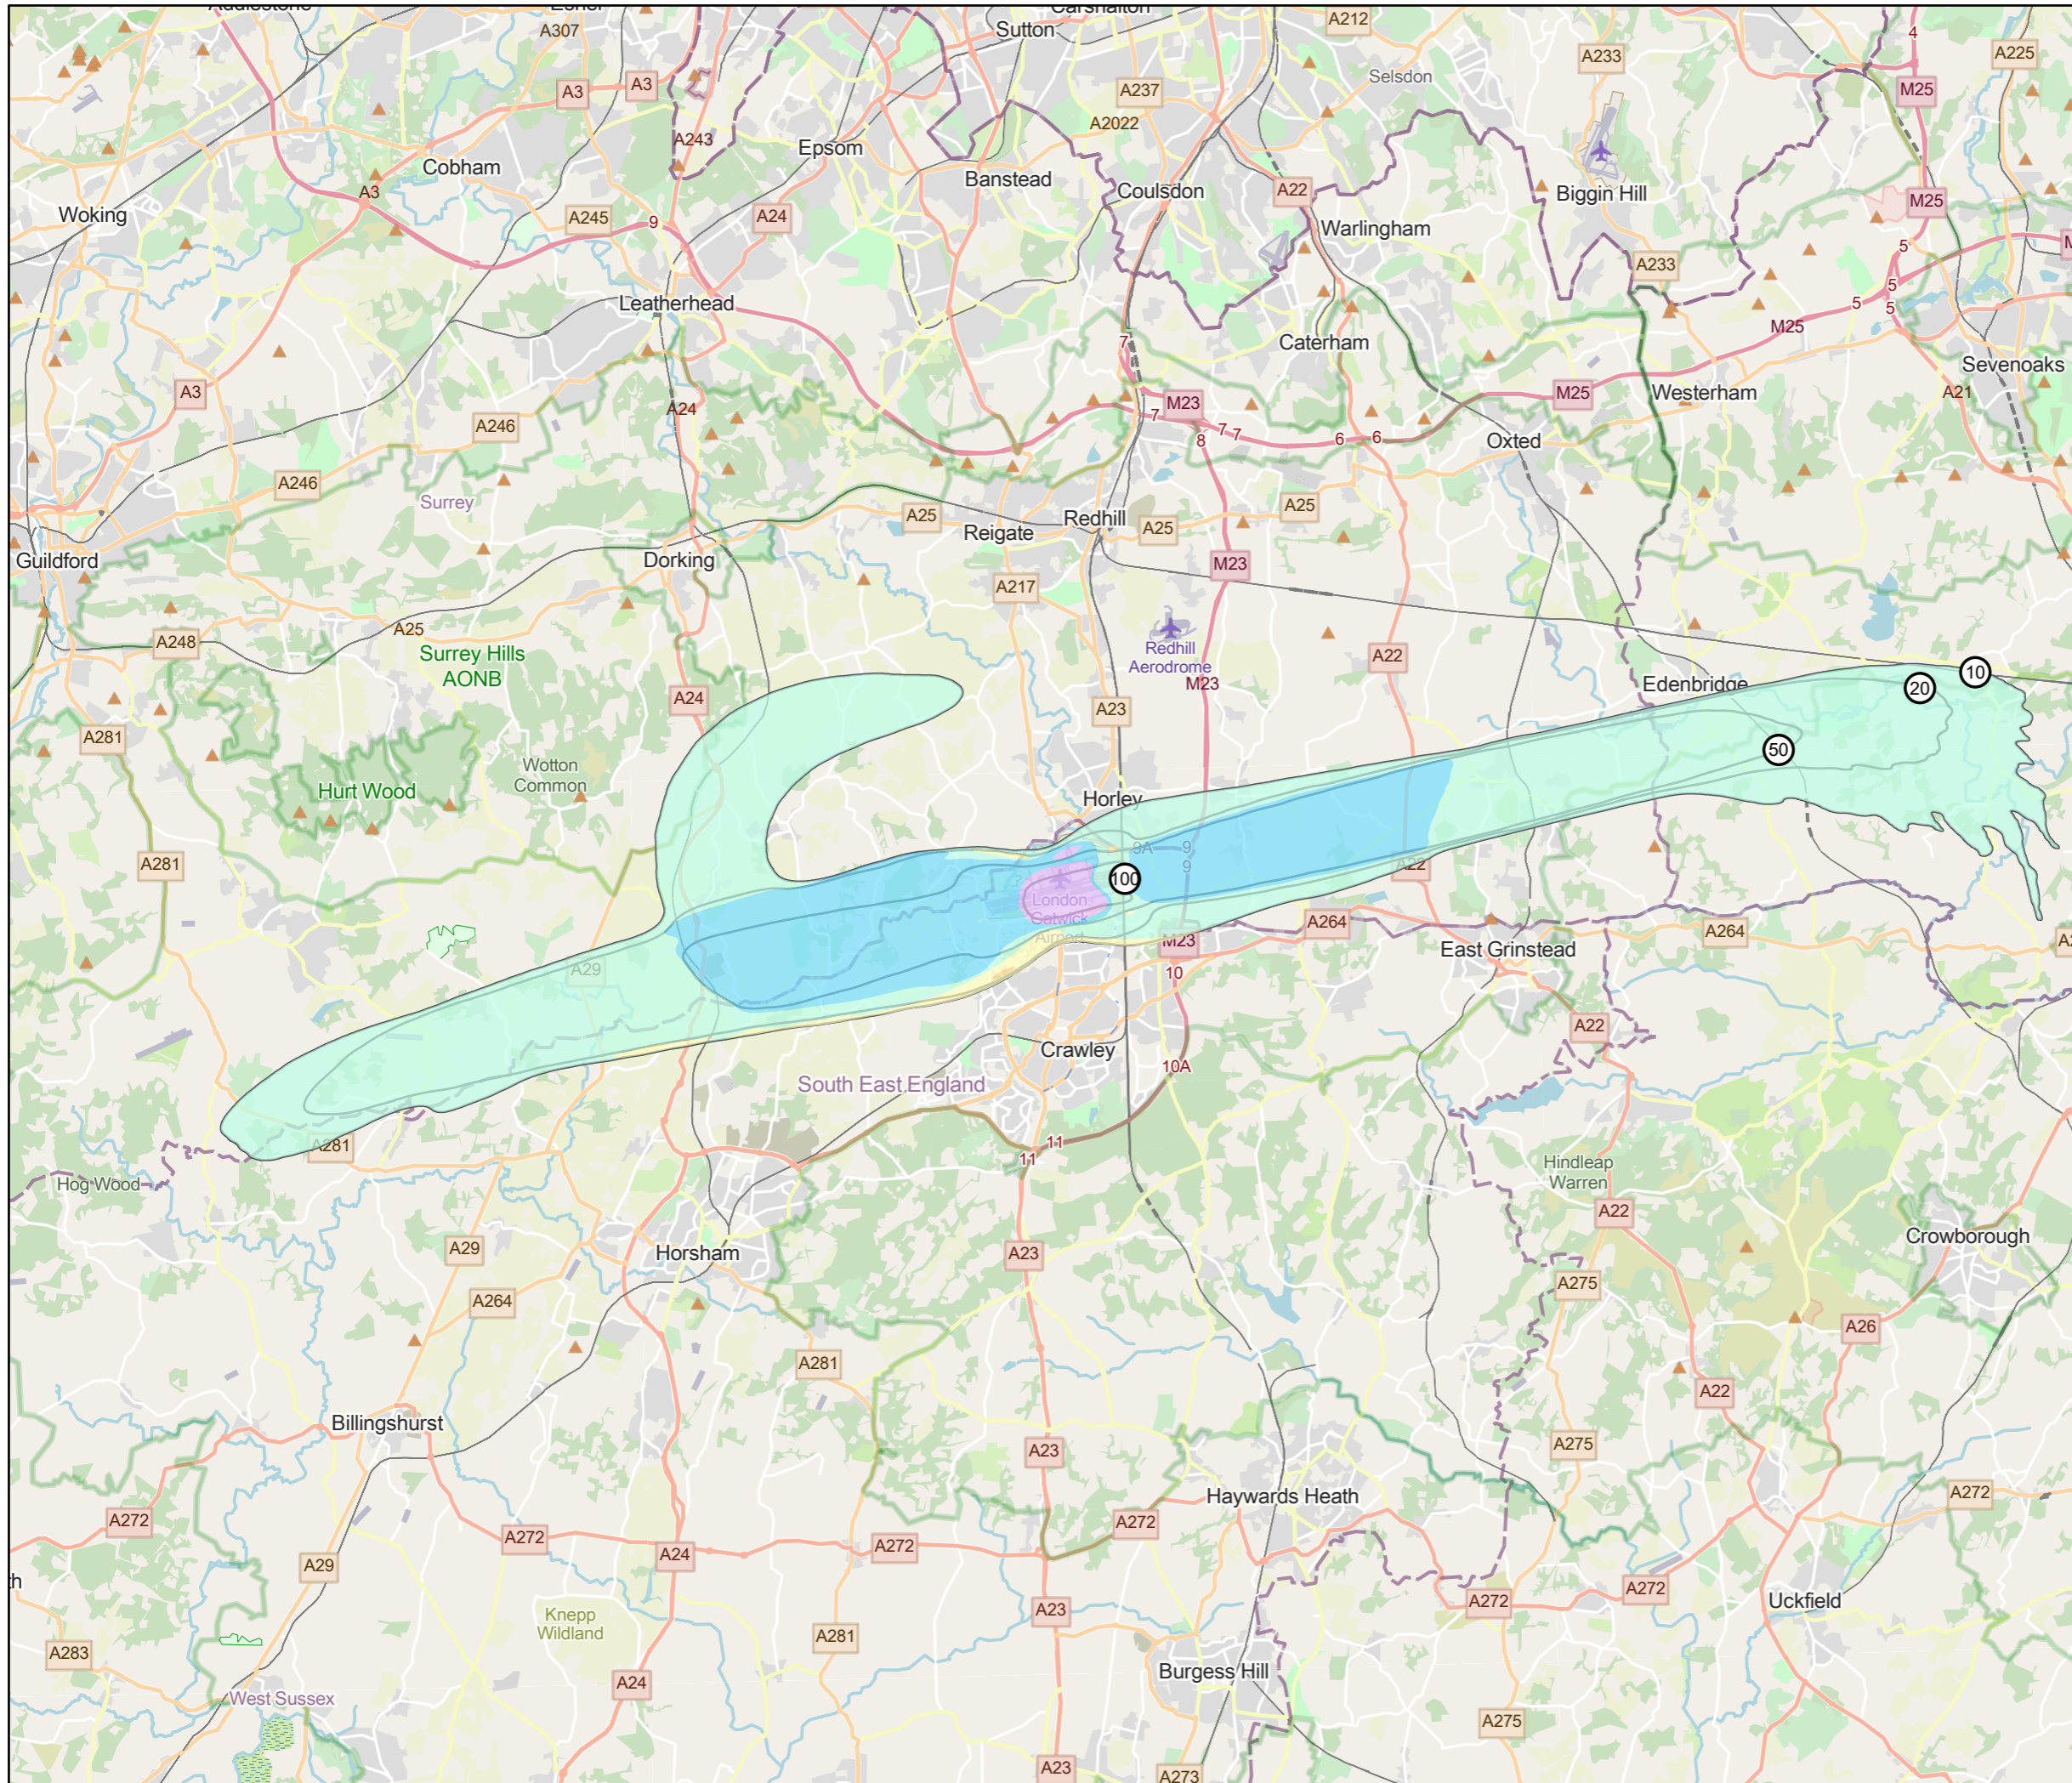 Sutton
A307
A212
A233
4
A225
A3
A3
A237
Selsdon
M25
A2022
A243
Epsom
Cobham
Banstead
Coulsdon
A22
Biggin Hill
A3
M25
Woking
A245
9
A24
Warlingham
5
A233
5
Leatherhead
5
5
M25
7
Caterham
Sevenoaks
A3
A24
M23
M25
Westerham
A21
7
A246
7
7
8
6
6
Oxted
A246
Surrey
A25
A25
Redhill
A25
Reigate
Guildford
Dorking
M23
A217
A25
A248
Surrey Hills
AONB
Redhill
Aerodrome
A22
M23
Edenbridge
10
20
A24
A23
A281
50
Wotton
Common
Hurt Wood
Horley
9A
9
9
A281
A22
100
London
Gatwick
Airport
A264
A264
M23
East Grinstead
A29
10
A22
Crawley
10A
South East England
11
11
A281
Hog Wood
Hindleap
Warren
A22
Crowborough
A29
Horsham
A23
A275
A264
A26
A281
A22
Billingshurst
A275
A23
Haywards Heath
A272
A272
A272
A272
A272
A24
A29
A272
A272
Uckfield
A23
Knepp
Wildland
A281
A283
Burgess Hill
A24
West Sussex
A275
A23
A273